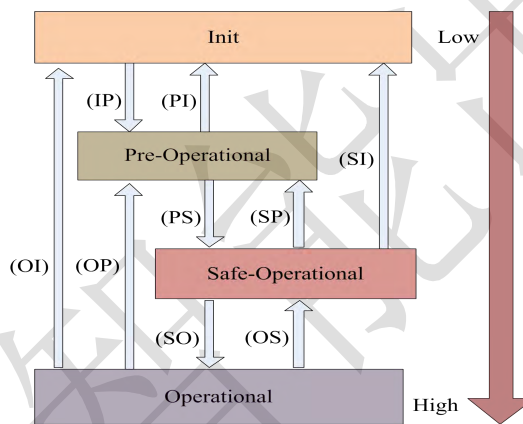 Init
Low
(IP)
(PI)
Pre-Operational
(SI)
(PS)
(SP)
(OI)
(OP)
Safe-Operational
(SO)
(OS)
Operational
High